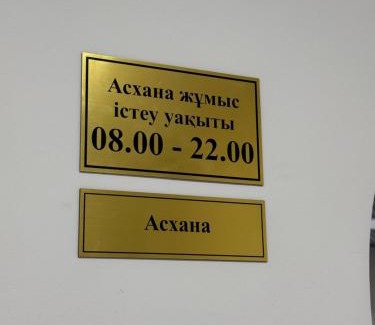 Асхана жұмыс
істеу уақыты
08.00 - 22.00
Асхана